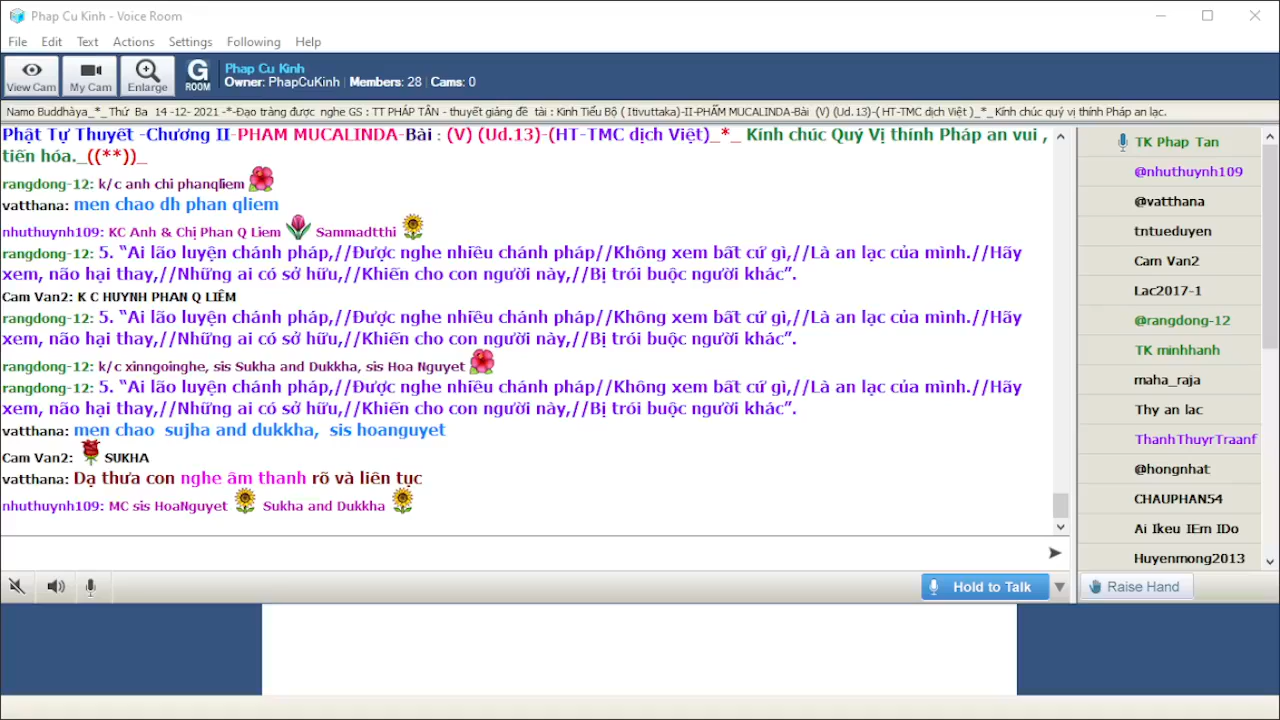 Phap Cu Kinh - Voice Room
File Edit Text Actions Settings Following Help
View Cam My Cam Enlarge G ROOM
Phap Cu Kinh
Owner: PhapCuKinh Members: 28 Cams: 0
Namo Buddhàya_*_ Thứ Ba 14 -12- 2021 -*-Đạo tràng được nghe GS : TT PHÁP TÂN - thuyết giảng đề tài : Kinh Tiểu Bộ ( Itivuttaka)-II-PHẨM MUCALINDA-Bài (V) (Ud.13)-( HT-TMC dịch Việt )_*_ Kính chúc quý vị thính Pháp an lạc.
Phật Tự Thuyết -Chương II-PHAM MUCALINDA-Bài : (V) (Ud.13)-(HT-TMC dịch Việt)_*_ Kính chúc Quý Vị thính Pháp an vui ,
tiến hóa._((**))_
rangdong-12: k/c anh chi phanqliem
vatthana: men chao dh phan qliem
nhuthuynh109: KC Anh & Chị Phan Q Liem Sammadtthi
rangdong-12: 5. “Ai lão luyện chánh pháp,//Được nghe nhiều chánh pháp//Không xem bất cứ gì,//Là an lạc của mình.//Hãy
xem, não hại thay,//Những ai có sở hữu,//Khiến cho con người này,//Bị trói buộc người khác”.
Cam Van2: K C HUYNH PHAN Q LIÊM
rangdong-12: 5. “Ai lão luyện chánh pháp,//Được nghe nhiều chánh pháp//Không xem bất cứ gì,//Là an lạc của mình.//Hãy
xem, não hại thay,//Những ai có sở hữu,//Khiến cho con người này,//Bị trói buộc người khác”.
rangdong-12: k/c xinngoinghe, sis Sukha and Dukkha, sis Hoa Nguyet
rangdong-12: 5. “Ai lão luyện chánh pháp,//Được nghe nhiều chánh pháp//Không xem bất cứ gì,//Là an lạc của mình.//Hãy
xem, não hại thay,//Những ai có sở hữu,//Khiến cho con người này,//Bị trói buộc người khác”.
vatthana: men chao sujha and dukkha, sis hoanguyet
Cam Van2: SUKHA
vatthana: Dạ thưa con nghe âm thanh rõ và liên tục
nhuthuynh109: MC sis HoaNguyet Sukha and Dukkha
Hold to Talk
TK Phap Tan
@nhuthuynh109
@vatthana
tntueduyen
Cam Van2
Lac2017-1
@rangdong-12
TK minhhanh
maha_raja
Thy an lac
ThanhThuyrTraanf
@hongnhat
CHAUPHAN54
Ai Ikeu IEm IDo
Huyenmong2013
Raise Hand